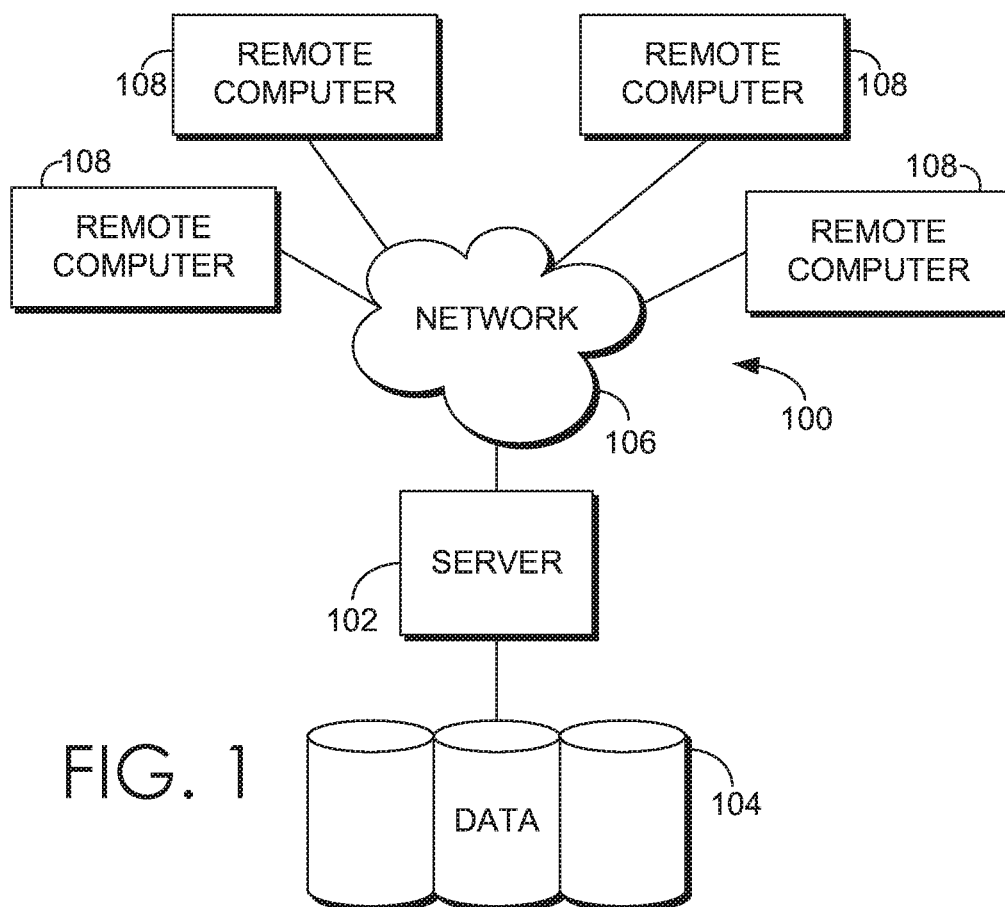 REMOTE
COMPUTER
108
REMOTE
COMPUTER
108
108
REMOTE
COMPUTER
108
REMOTE
COMPUTER
NETWORK
106
100
SERVER
102
FIG. 1
DATA
104